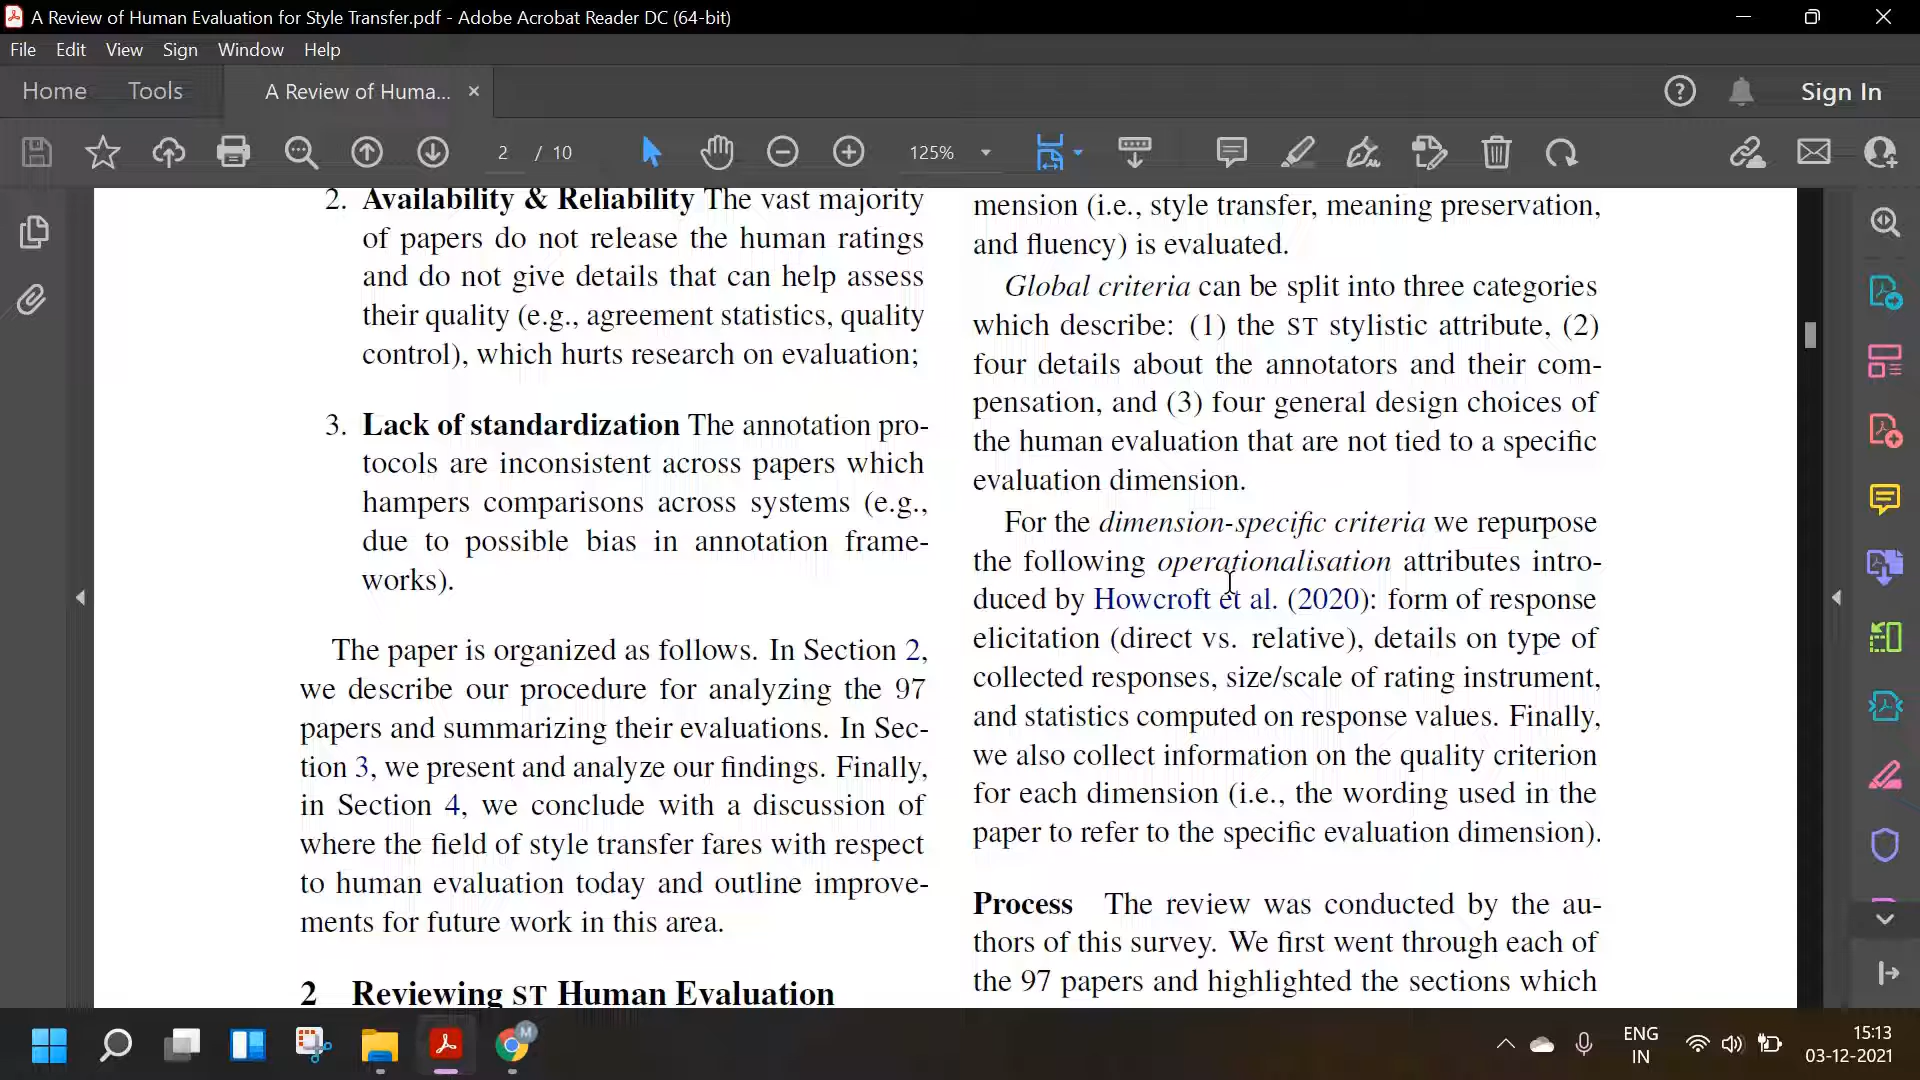 A Review of Human Evaluation for Style Transfer.pdf - Adobe Acrobat Reader DC (64-bit)
File Edit View Sign Window Help
Home Tools A Review of Huma... × Sign In
2 / 10 125%
2. Availability & Reliability The vast majority
of papers do not release the human ratings
and do not give details that can help assess
their quality (e.g., agreement statistics, quality
control), which hurts research on evaluation;
3. Lack of standardization The annotation pro-
tocols are inconsistent across papers which
hampers comparisons across systems (e.g.,
due to possible bias in annotation frame-
works).
The paper is organized as follows. In Section 2,
we describe our procedure for analyzing the 97
papers and summarizing their evaluations. In Sec-
tion 3, we present and analyze our findings. Finally,
in Section 4, we conclude with a discussion of
where the field of style transfer fares with respect
to human evaluation today and outline improve-
ments for future work in this area.
2 Reviewing ST Human Evaluation
mension (i.e., style transfer, meaning preservation,
and fluency) is evaluated.
Global criteria can be split into three categories
which describe: (1) the ST stylistic attribute, (2)
four details about the annotators and their com-
pensation, and (3) four general design choices of
the human evaluation that are not tied to a specific
evaluation dimension.
For the dimension-specific criteria we repurpose
the following operationalisation attributes intro-
duced by Howcroft et al. (2020): form of response
elicitation (direct vs. relative), details on type of
collected responses, size/scale of rating instrument,
and statistics computed on response values. Finally,
we also collect information on the quality criterion
for each dimension (i.e., the wording used in the
paper to refer to the specific evaluation dimension).
Process The review was conducted by the au-
thors of this survey. We first went through each of
the 97 papers and highlighted the sections which
M
ENG
IN
15:13
03-12-2021